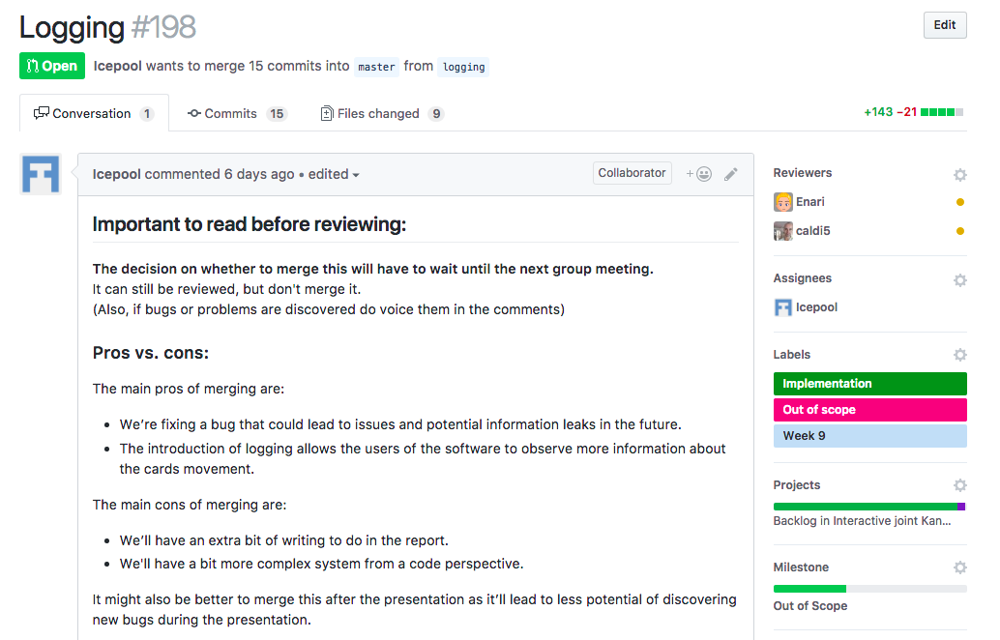 Logging #198
Edit
Open Icepool wants to merge 15 commits into master from logging
Conversation 1 Commits 15 Files changed 9 +143 −21
Icepool commented 6 days ago • edited Collaborator
Important to read before reviewing:
The decision on whether to merge this will have to wait until the next group meeting.
It can still be reviewed, but don't merge it.
(Also, if bugs or problems are discovered do voice them in the comments)
Pros vs. cons:
The main pros of merging are:
We’re fixing a bug that could lead to issues and potential information leaks in the future.
The introduction of logging allows the users of the software to observe more information about
the cards movement.
The main cons of merging are:
We’ll have an extra bit of writing to do in the report.
We'll have a bit more complex system from a code perspective.
It might also be better to merge this after the presentation as it’ll lead to less potential of discovering
new bugs during the presentation.
Reviewers
Enari
caldi5
Assignees
Icepool
Labels
Implementation
Out of scope
Week 9
Projects
Backlog in Interactive joint Kan...
Milestone
Out of Scope